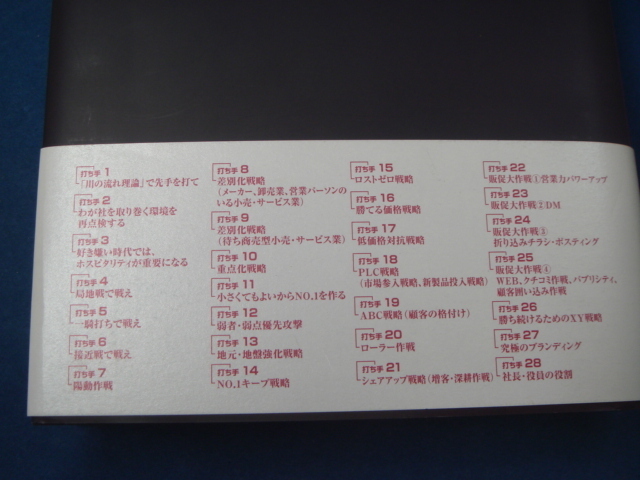 打ち手 1
「川の流れ理論」で先手を打て
打ち手 2
わが社を取り巻く環境を
再点検する
打ち手 3
好き嫌い時代では、
ホスピタリティが重要になる
打ち手 4
局地戦で戦え
打ち手 5
一騎打ちで戦え
打ち手 6
接近戦で戦え
打ち手 7
陽動作戦
打ち手 8
差別化戦略
(メーカー、卸売業、営業パーソンの
いる小売・サービス業)
打ち手 9
差別化戦略
(待ち商売型小売・サービス業)
打ち手 10
重点化戦略
打ち手 11
小さくてもよいからNO.1を作る
打ち手 12
弱者・弱点優先攻撃
打ち手 13
地元・地盤強化戦略
打ち手 14
NO.1キープ戦略
打ち手 15
ロストゼロ戦略
打ち手 16
勝てる価格戦略
打ち手 17
低価格対抗戦略
打ち手 18
PLC戦略
(市場参入戦略、新製品投入戦略)
打ち手 19
ABC戦略(顧客の格付け)
打ち手 20
ローラー作戦
打ち手 21
シェアアップ戦略(増客・深耕作戦)
打ち手 22
販促大作戦①営業力パワーアップ
打ち手 23
販促大作戦②DM
打ち手 24
販促大作戦③
折り込みチラシ・ポスティング
打ち手 25
販促大作戦④
WEB、クチコミ作戦、パブリシティ、
顧客囲い込み作戦
打ち手 26
勝ち続けるためのXY戦略
打ち手 27
究極のブランディング
打ち手 28
社長・役員の役割